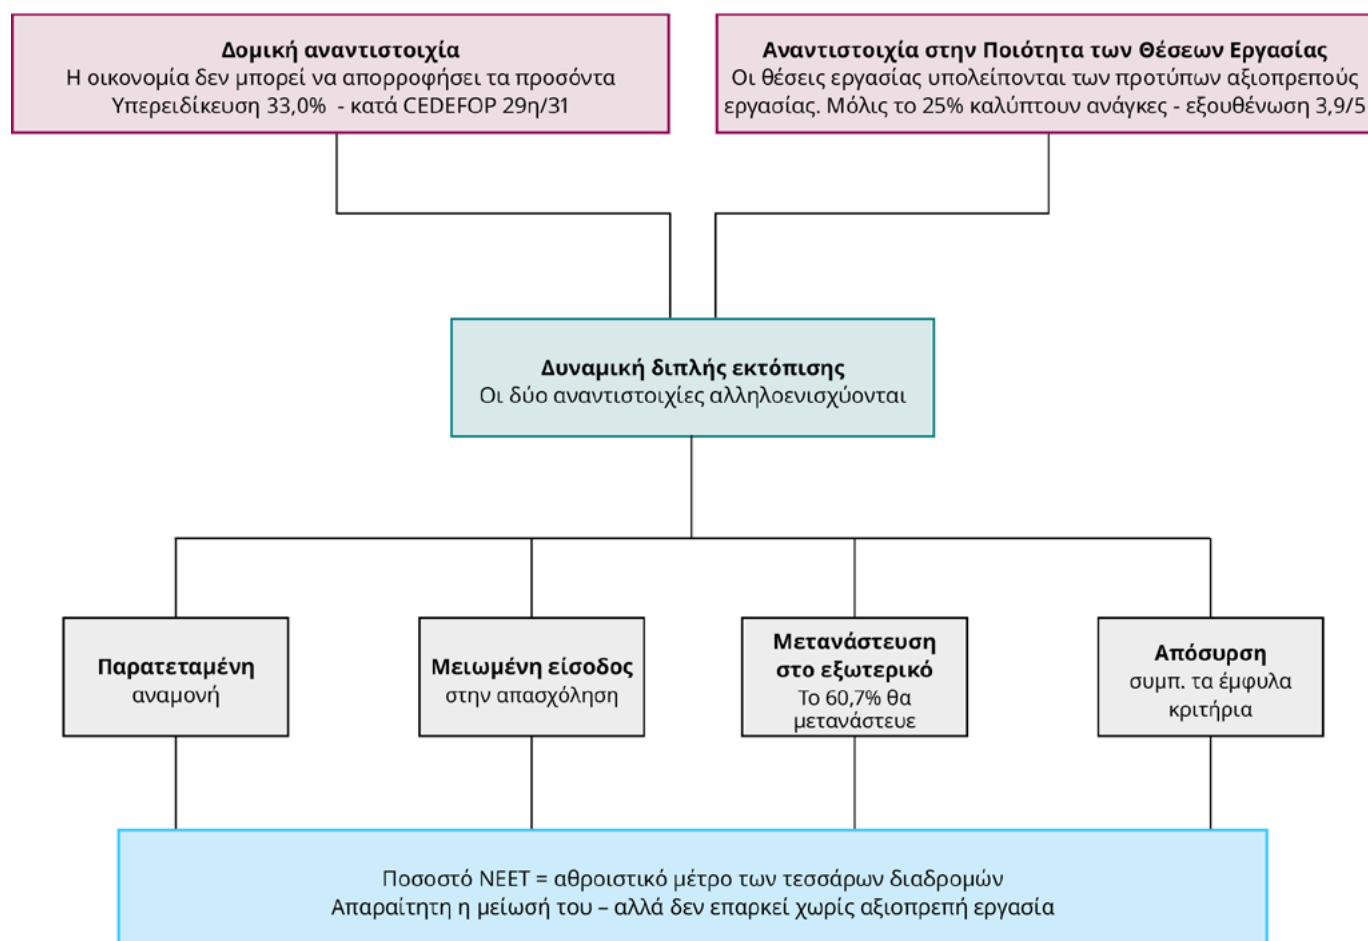 Δομική αναντιστοιχία
Η οικονομία δεν μπορεί να απορροφήσει τα προσόντα
Υπερειδίκευση 33,0% - κατά CEDEFOP 29η/31
Αναντιστοιχία στην Ποιότητα των Θέσεων Εργασίας
Οι θέσεις εργασίας υπολείπονται των προτύπων αξιοπρεπούς
εργασίας. Μόλις το 25% καλύπτουν ανάγκες - εξουθένωση 3,9/5
Δυναμική διπλής εκτόπισης
Οι δύο αναντιστοιχίες αλληλοενισχύονται
Παρατεταμένη
αναμονή
Μειωμένη είσοδος
στην απασχόληση
Μετανάστευση
στο εξωτερικό
Το 60,7% θα
μετανάστευε
Απόσυρση
συμπ. τα έμφυλα
κριτήρια
Ποσοστό NEET = αθροιστικό μέτρο των τεσσάρων διαδρομών
Απαραίτητη η μείωσή του – αλλά δεν επαρκεί χωρίς αξιοπρεπή εργασία